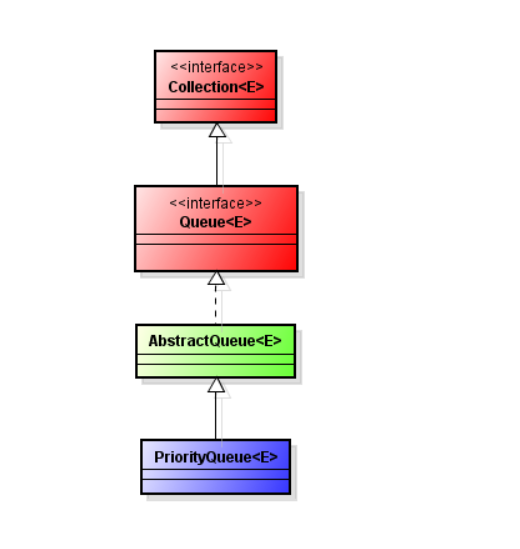 <<interface>>
Collection<E>
<<interface>>
Queue<E>
AbstractQueue<E>
PriorityQueue<E>